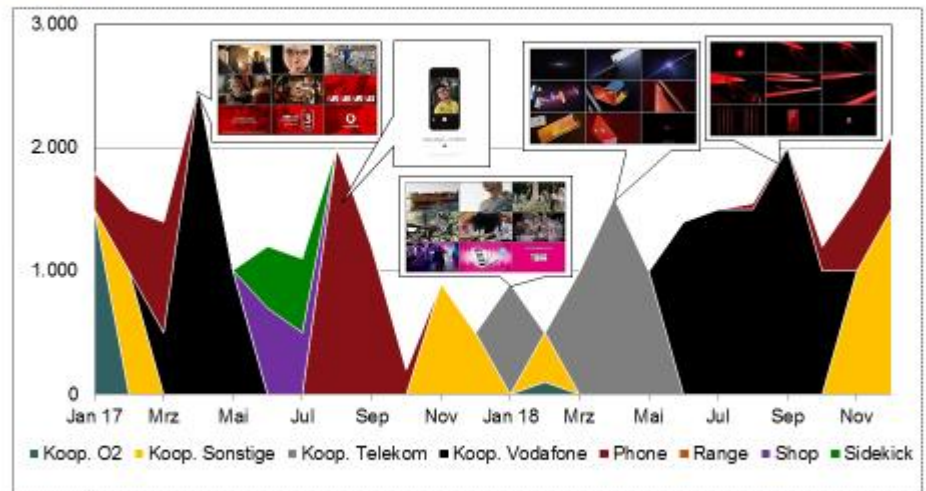 3.000
2.000
1.000
0
Jan 17 Mrz Mai Jul Sep Nov Jan 18 Mrz Mai Jul Sep Nov
Koop. O2 Koop. Sonstige Koop. Telekom Koop. Vodafone Phone Range Shop Sidekick